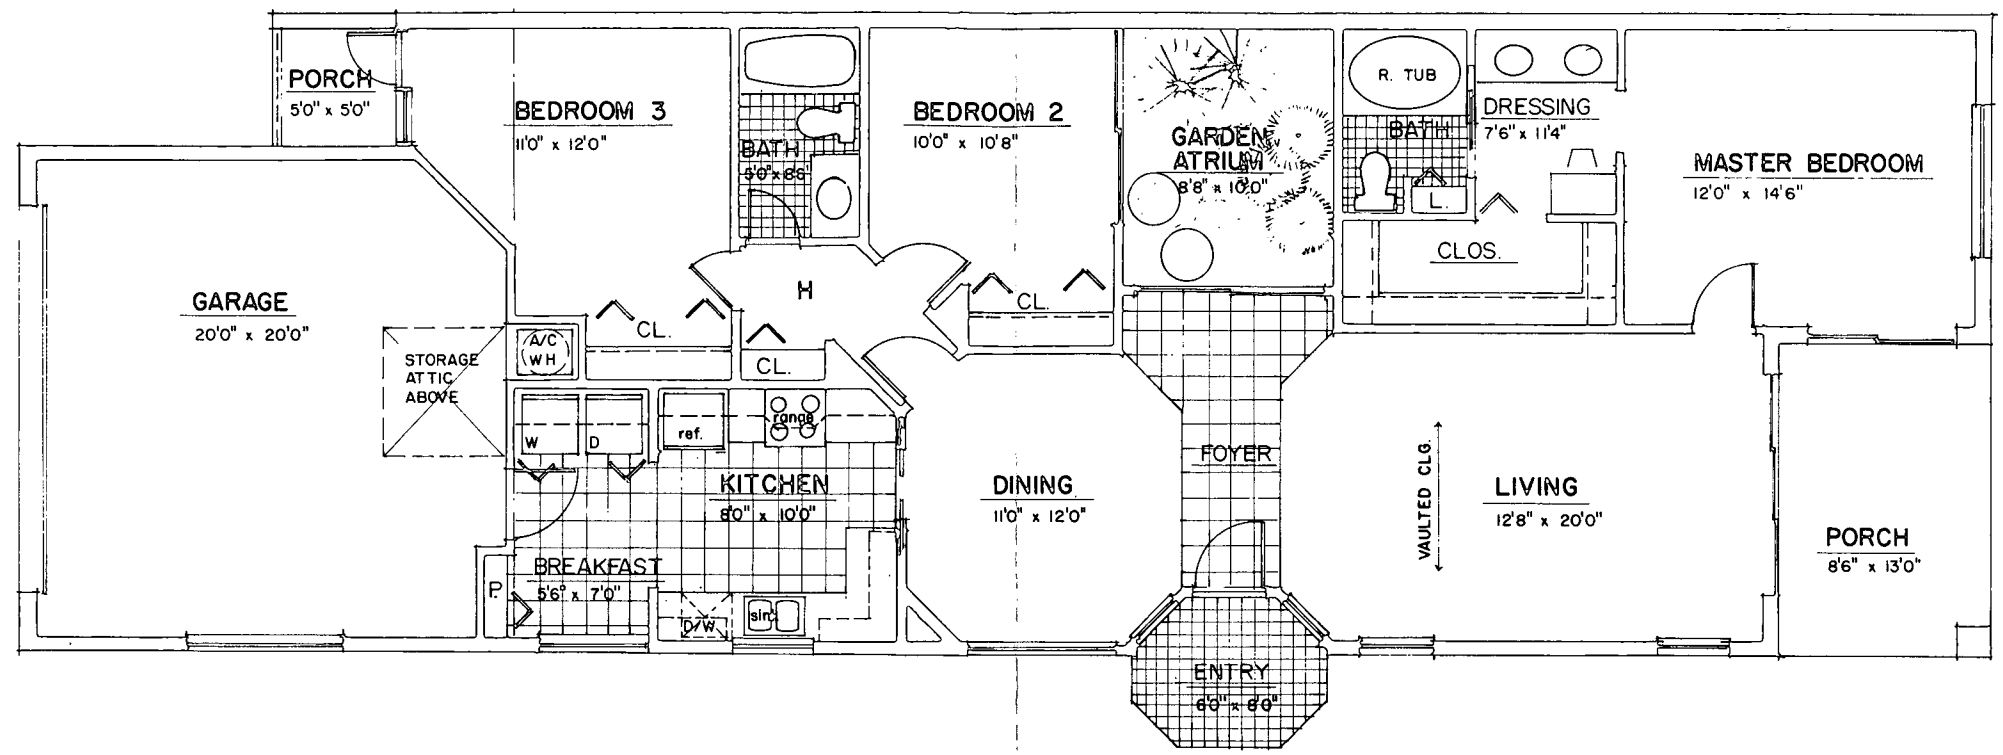 PORCH
5'0" x 5'0"
BEDROOM 3
11'0" x 12'0"
BATH
5'0" x 8'6"
BEDROOM 2
10'0" x 10'8"
GARDEN
ATRIUM
8'8" x 10'0"
R. TUB
BATH
L.
DRESSING
7'6" x 11'4"
CLOS.
MASTER BEDROOM
12'0" x 14'6"
GARAGE
20'0" x 20'0"
STORAGE
ATTIC
ABOVE
A/C
WH
CL.
H
CL.
CL.
W
D
ref.
range
KITCHEN
8'0" x 10'0"
BREAKFAST
5'6" x 7'0"
P.
D/W
sin.
DINING
11'0" x 12'0"
FOYER
VAULTED CLG.
LIVING
12'8" x 20'0"
PORCH
8'6" x 13'0"
ENTRY
6'0" x 8'0"